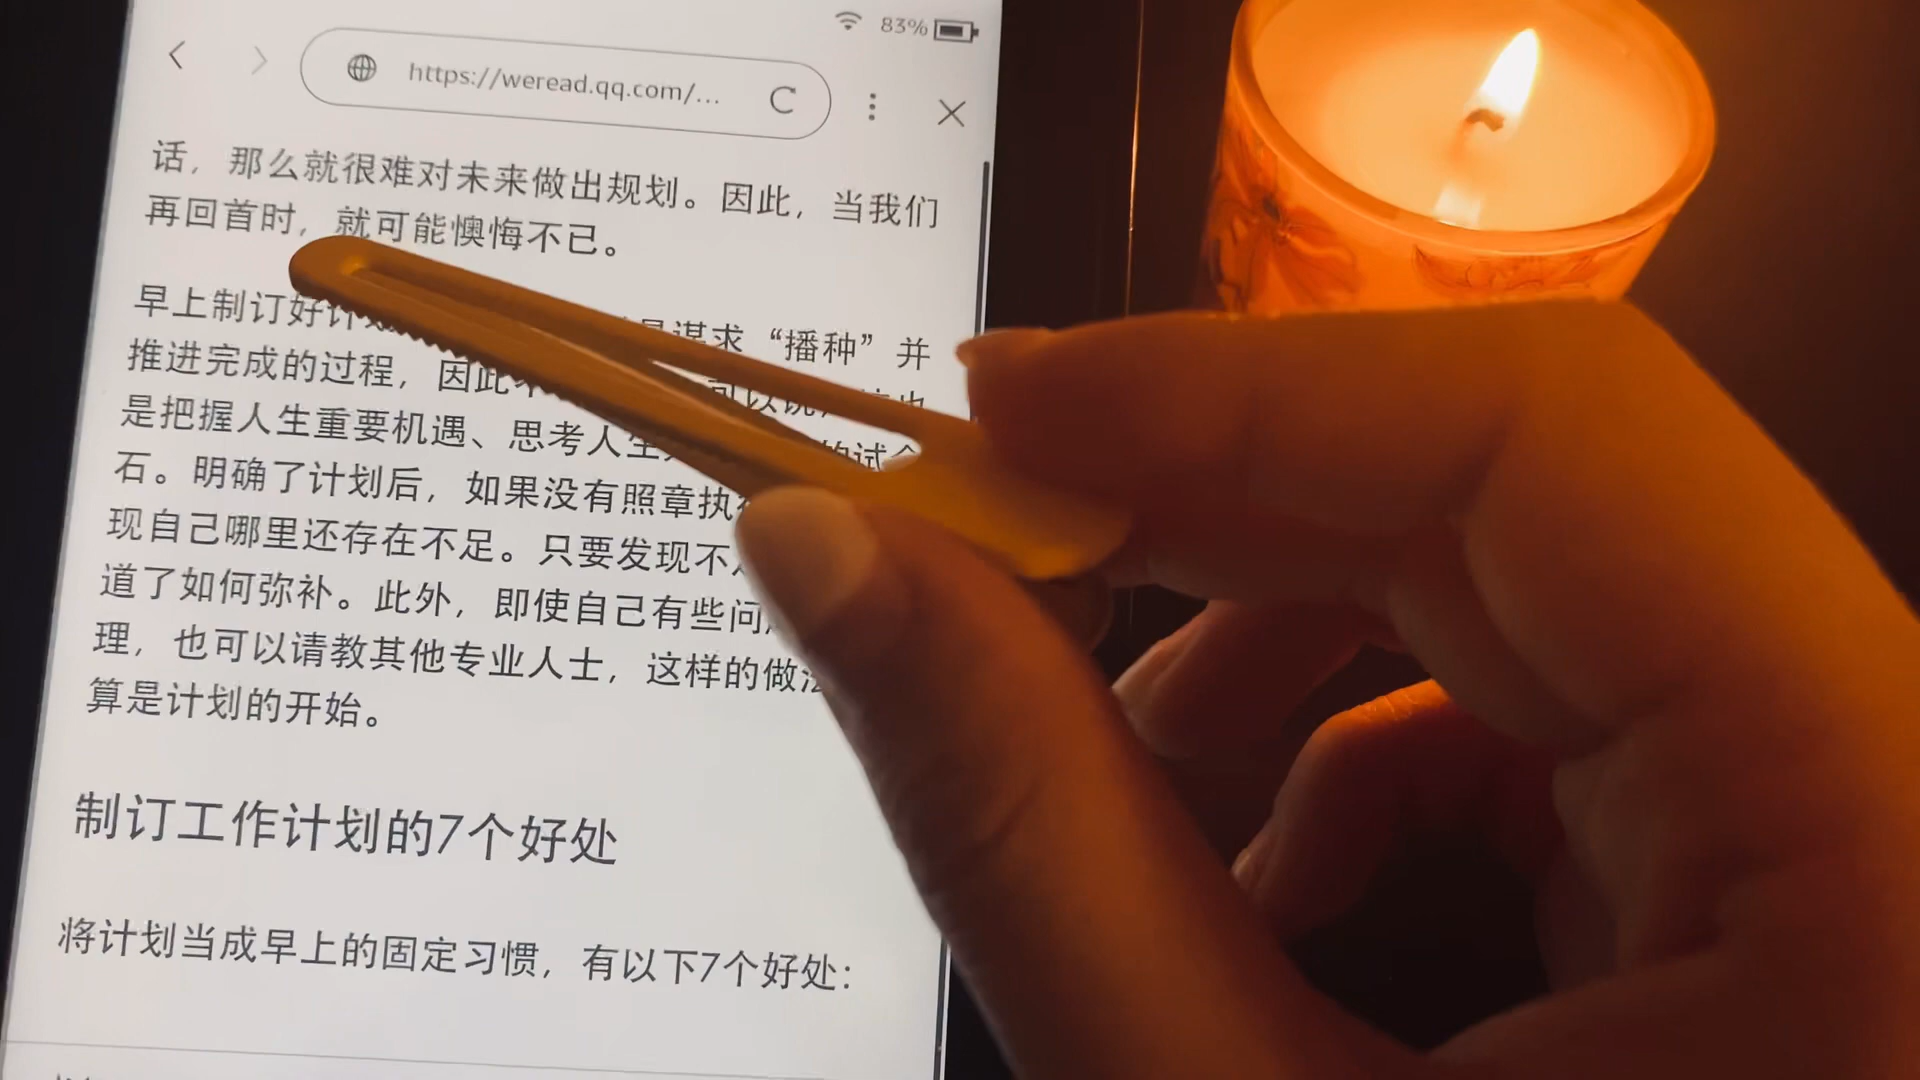 83%
https://weread.qq.com/...
话，那么就很难对未来做出规划。因此，当我们
再回首时，就可能懊悔不已。
早上制订好计 谋求“播种”并
推进完成的过程，因此 可以说，
是把握人生重要机遇、思考人生 的试金
石。明确了计划后，如果没有照章执
现自己哪里还存在不足。只要发现不
道了如何弥补。此外，即使自己有些问
理，也可以请教其他专业人士，这样的做
算是计划的开始。
制订工作计划的7个好处
将计划当成早上的固定习惯，有以下7个好处：